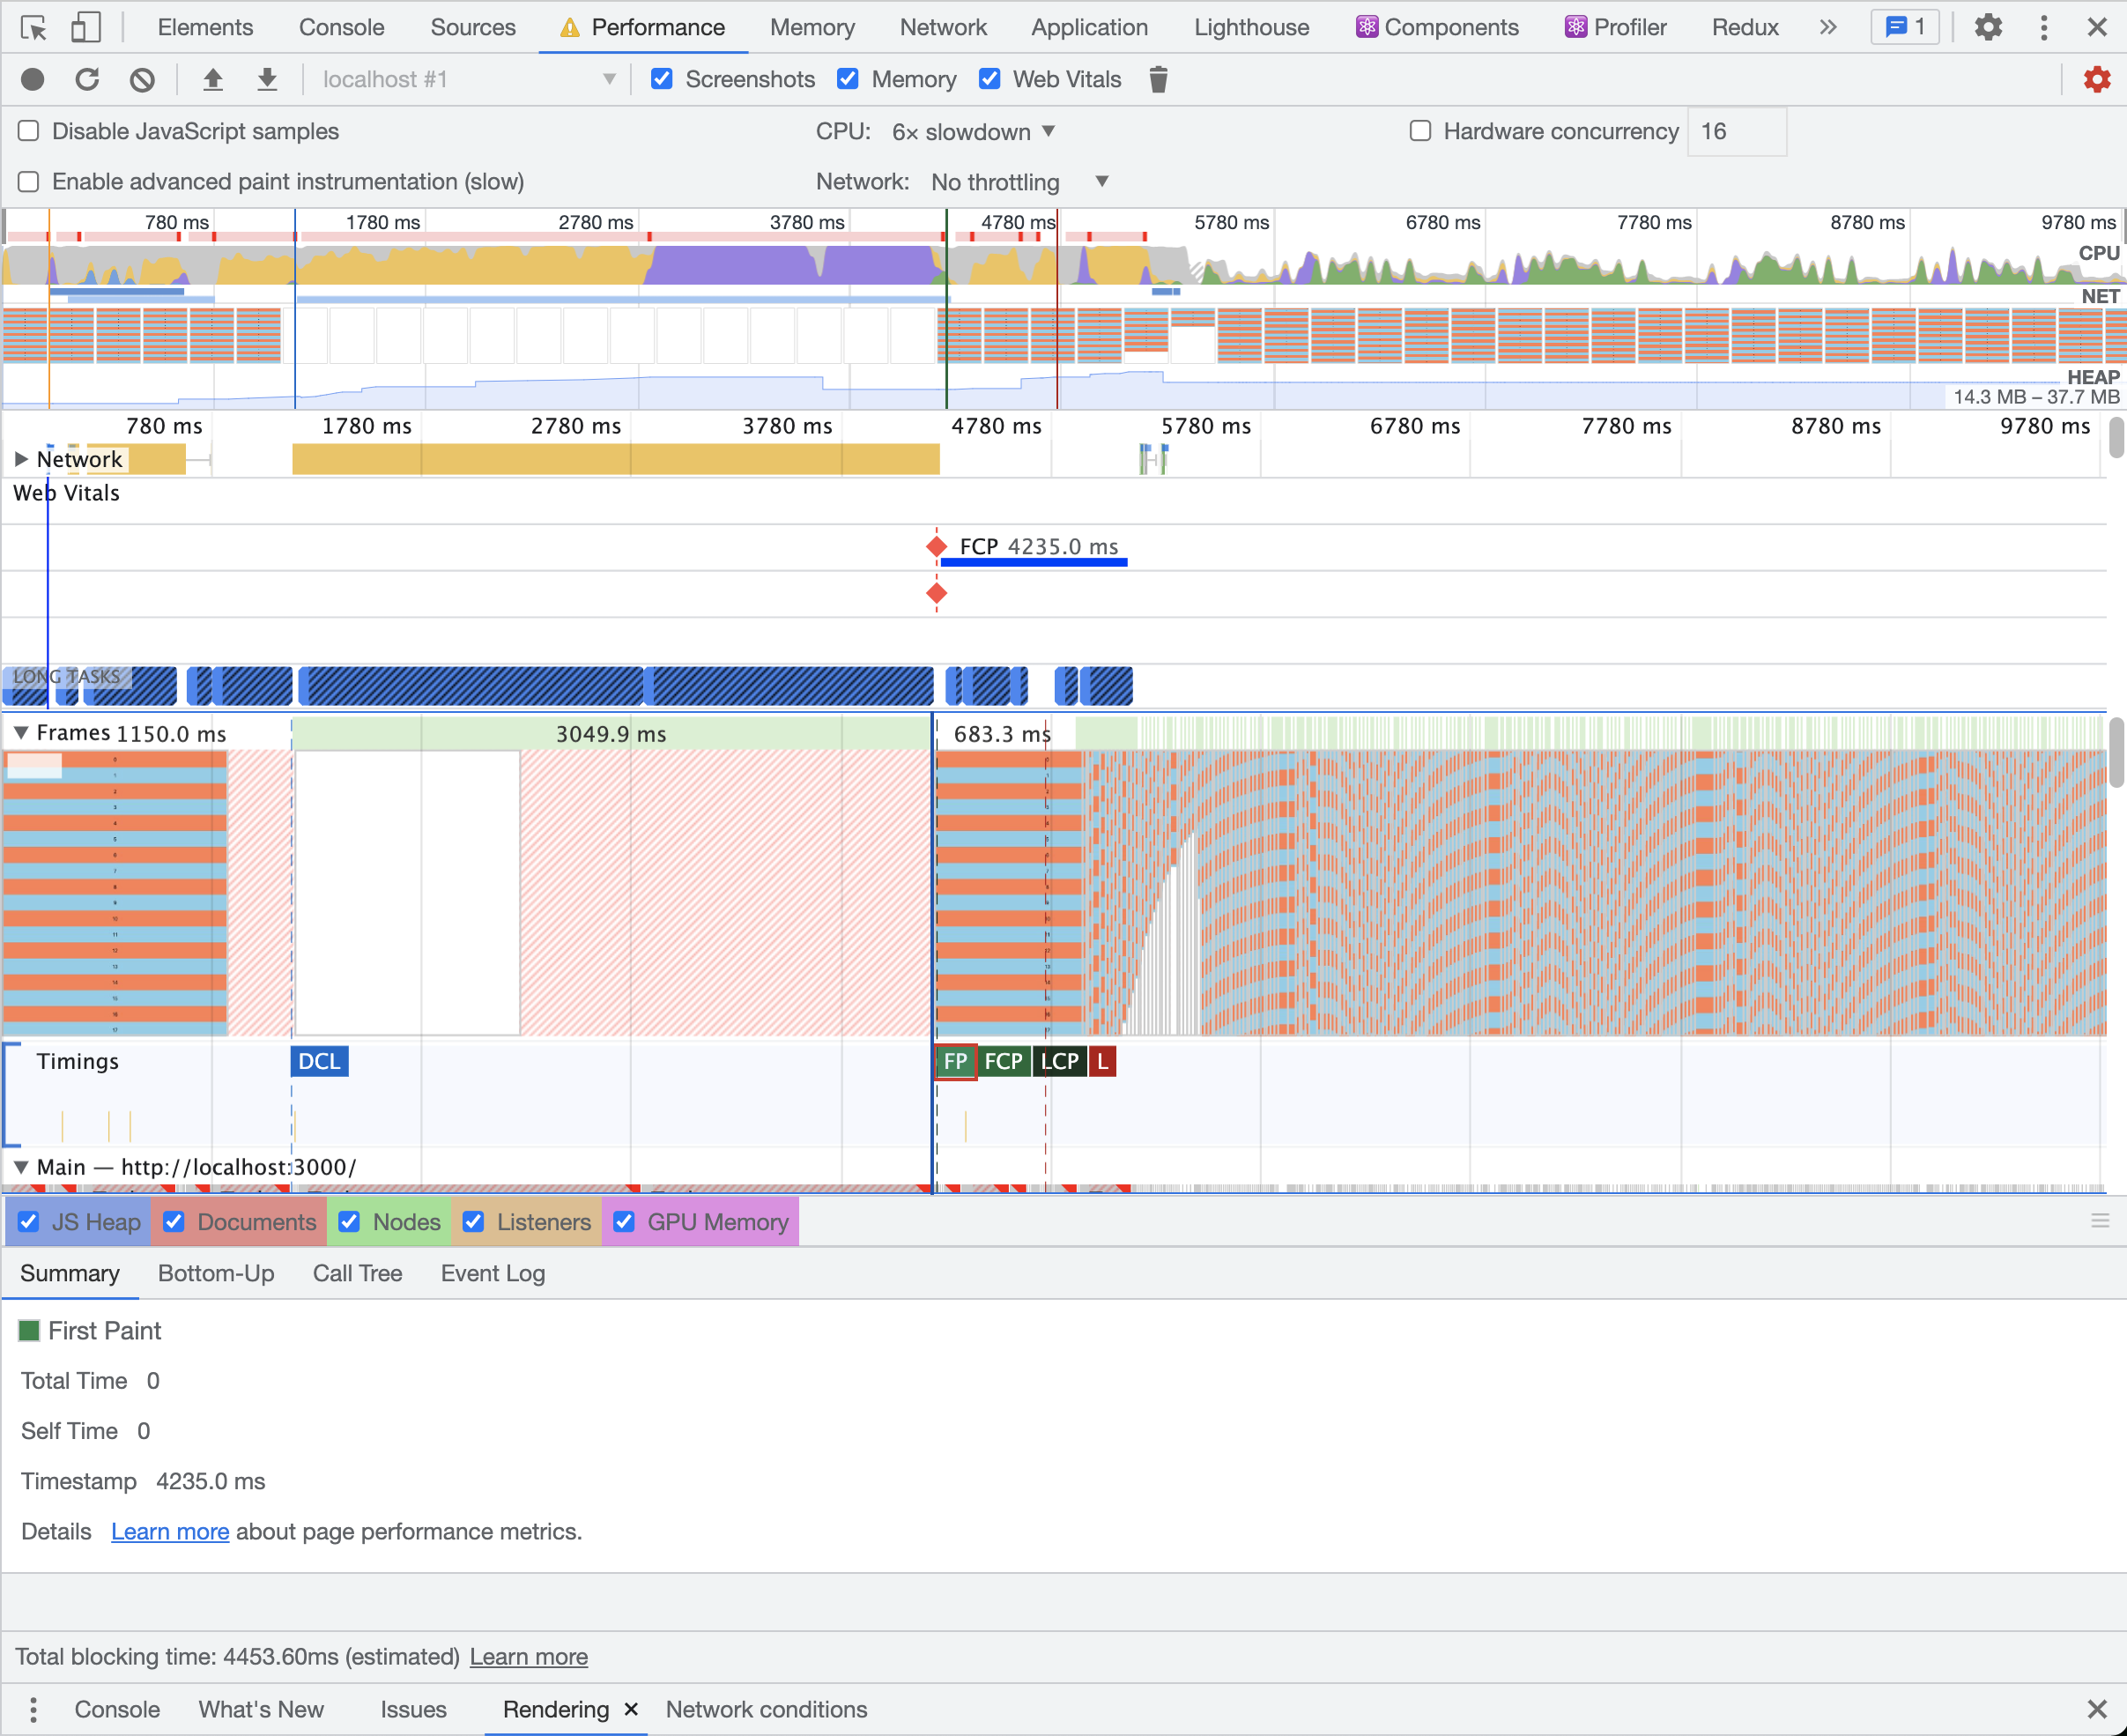 Elements Console Sources Performance Memory Network Application Lighthouse Components Profiler Redux » 1
localhost #1 Screenshots Memory Web Vitals
Disable JavaScript samples CPU: 6× slowdown Hardware concurrency 16
Enable advanced paint instrumentation (slow) Network: No throttling
780 ms 1780 ms 2780 ms 3780 ms 4780 ms 5780 ms 6780 ms 7780 ms 8780 ms 9780 ms
CPU
NET
HEAP
14.3 MB – 37.7 MB
780 ms 1780 ms 2780 ms 3780 ms 4780 ms 5780 ms 6780 ms 7780 ms 8780 ms 9780 ms
Network
Web Vitals
FCP 4235.0 ms
LONG TASKS
Frames 1150.0 ms 3049.9 ms 683.3 ms
Timings DCL FP FCP LCP L
Main — http://localhost:3000/
JS Heap Documents Nodes Listeners GPU Memory
Summary Bottom-Up Call Tree Event Log
First Paint
Total Time 0
Self Time 0
Timestamp 4235.0 ms
Details Learn more about page performance metrics.
Total blocking time: 4453.60ms (estimated) Learn more
Console What's New Issues Rendering Network conditions